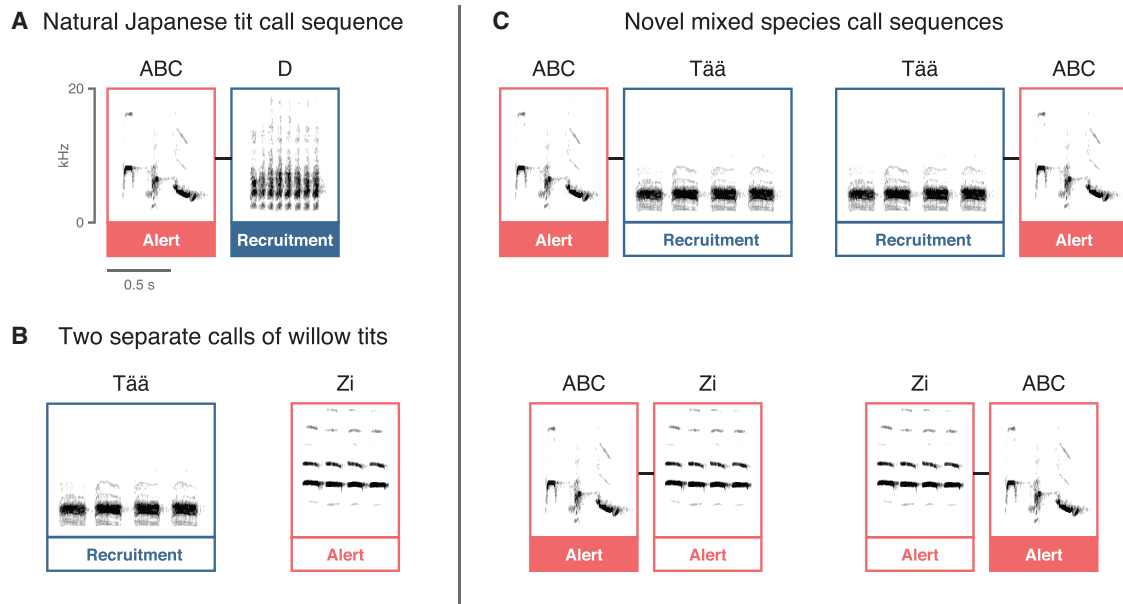 A Natural Japanese tit call sequence
ABC D
20
kHz
0
Alert Recruitment
0.5 s
B Two separate calls of willow tits
Tää Zi
Recruitment Alert
C Novel mixed species call sequences
ABC Tää Tää ABC
Alert Recruitment Recruitment Alert
ABC Zi Zi ABC
Alert Alert Alert Alert